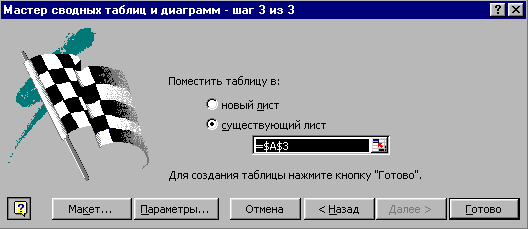 Мастер сводных таблиц и диаграмм - шаг 3 из 3
Поместить таблицу в:
новый лист
существующий лист
=$A$3
Для создания таблицы нажмите кнопку "Готово".
Макет... Параметры... Отмена < Назад Далее > Готово